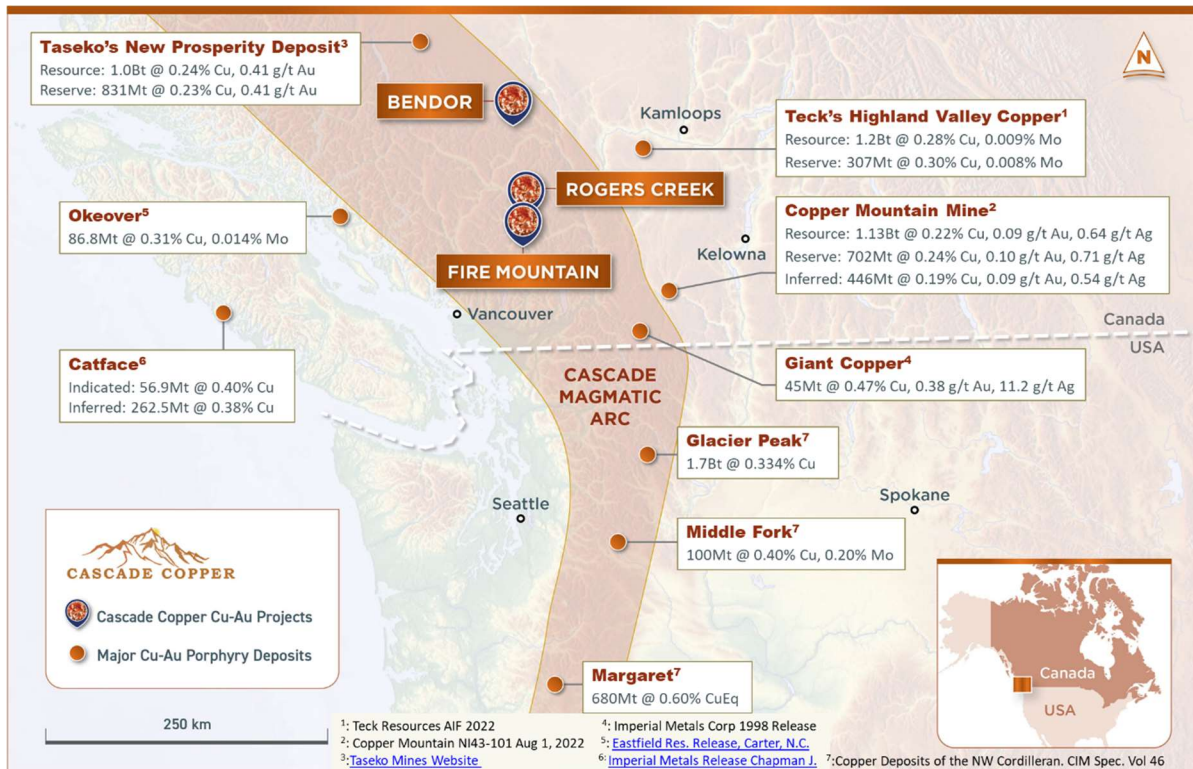 Taseko's New Prosperity Deposit³
Resource: 1.0Bt @ 0.24% Cu, 0.41 g/t Au
Reserve: 831Mt @ 0.23% Cu, 0.41 g/t Au
N
BENDOR
Kamloops
Teck's Highland Valley Copper¹
Resource: 1.2Bt @ 0.28% Cu, 0.009% Mo
Reserve: 307Mt @ 0.30% Cu, 0.008% Mo
ROGERS CREEK
Okeover⁵
86.8Mt @ 0.31% Cu, 0.014% Mo
Copper Mountain Mine²
Resource: 1.13Bt @ 0.22% Cu, 0.09 g/t Au, 0.64 g/t Ag
Reserve: 702Mt @ 0.24% Cu, 0.10 g/t Au, 0.71 g/t Ag
Inferred: 446Mt @ 0.19% Cu, 0.09 g/t Au, 0.54 g/t Ag
Kelowna
FIRE MOUNTAIN
Vancouver
Canada
USA
Catface⁶
Indicated: 56.9Mt @ 0.40% Cu
Inferred: 262.5Mt @ 0.38% Cu
Giant Copper⁴
45Mt @ 0.47% Cu, 0.38 g/t Au, 11.2 g/t Ag
CASCADE
MAGMATIC
ARC
Glacier Peak⁷
1.7Bt @ 0.334% Cu
Seattle
Spokane
Middle Fork⁷
100Mt @ 0.40% Cu, 0.20% Mo
CASCADE COPPER
Cascade Copper Cu-Au Projects
Major Cu-Au Porphyry Deposits
Canada
USA
Margaret⁷
680Mt @ 0.60% CuEq
250 km
¹: Teck Resources AIF 2022
²: Copper Mountain NI43-101 Aug 1, 2022
³:Taseko Mines Website
⁴: Imperial Metals Corp 1998 Release
⁵: Eastfield Res. Release, Carter, N.C.
⁶: Imperial Metals Release Chapman J.
⁷:Copper Deposits of the NW Cordilleran. CIM Spec. Vol 46